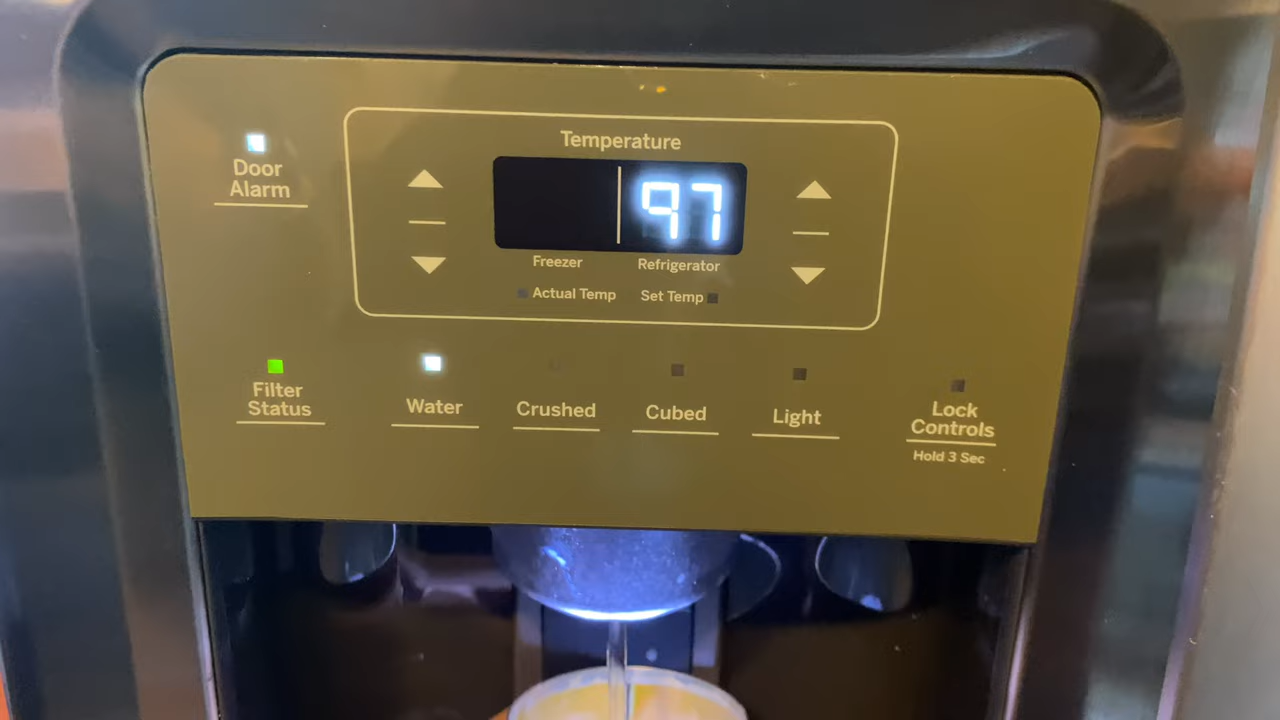 Temperature
Door
Alarm
97
Freezer
Refrigerator
Actual Temp
Set Temp
Filter
Status
Water
Crushed
Cubed
Light
Lock
Controls
Hold 3 Sec